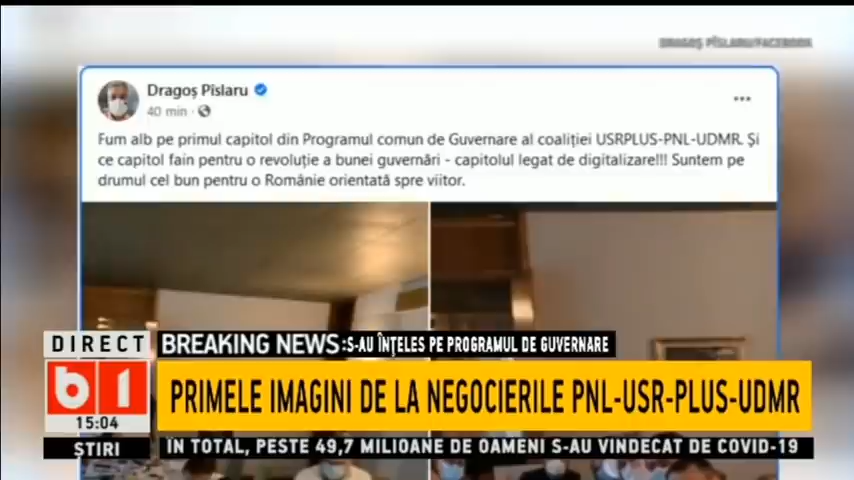 DRAGOȘ PÎSLARU/FACEBOOK
Dragoș Pîslaru
40 min ·
Fum alb pe primul capitol din Programul comun de Guvernare al coaliției USRPLUS-PNL-UDMR. Și
ce capitol fain pentru o revoluție a bunei guvernări - capitolul legat de digitalizare!!! Suntem pe
drumul cel bun pentru o Românie orientată spre viitor.
DIRECT
BREAKING NEWS :S-AU ÎNȚELES PE PROGRAMUL DE GUVERNARE
b1
PRIMELE IMAGINI DE LA NEGOCIERILE PNL-USR-PLUS-UDMR
15:04
ȘTIRI
ÎN TOTAL, PESTE 49,7 MILIOANE DE OAMENI S-AU VINDECAT DE COVID-19